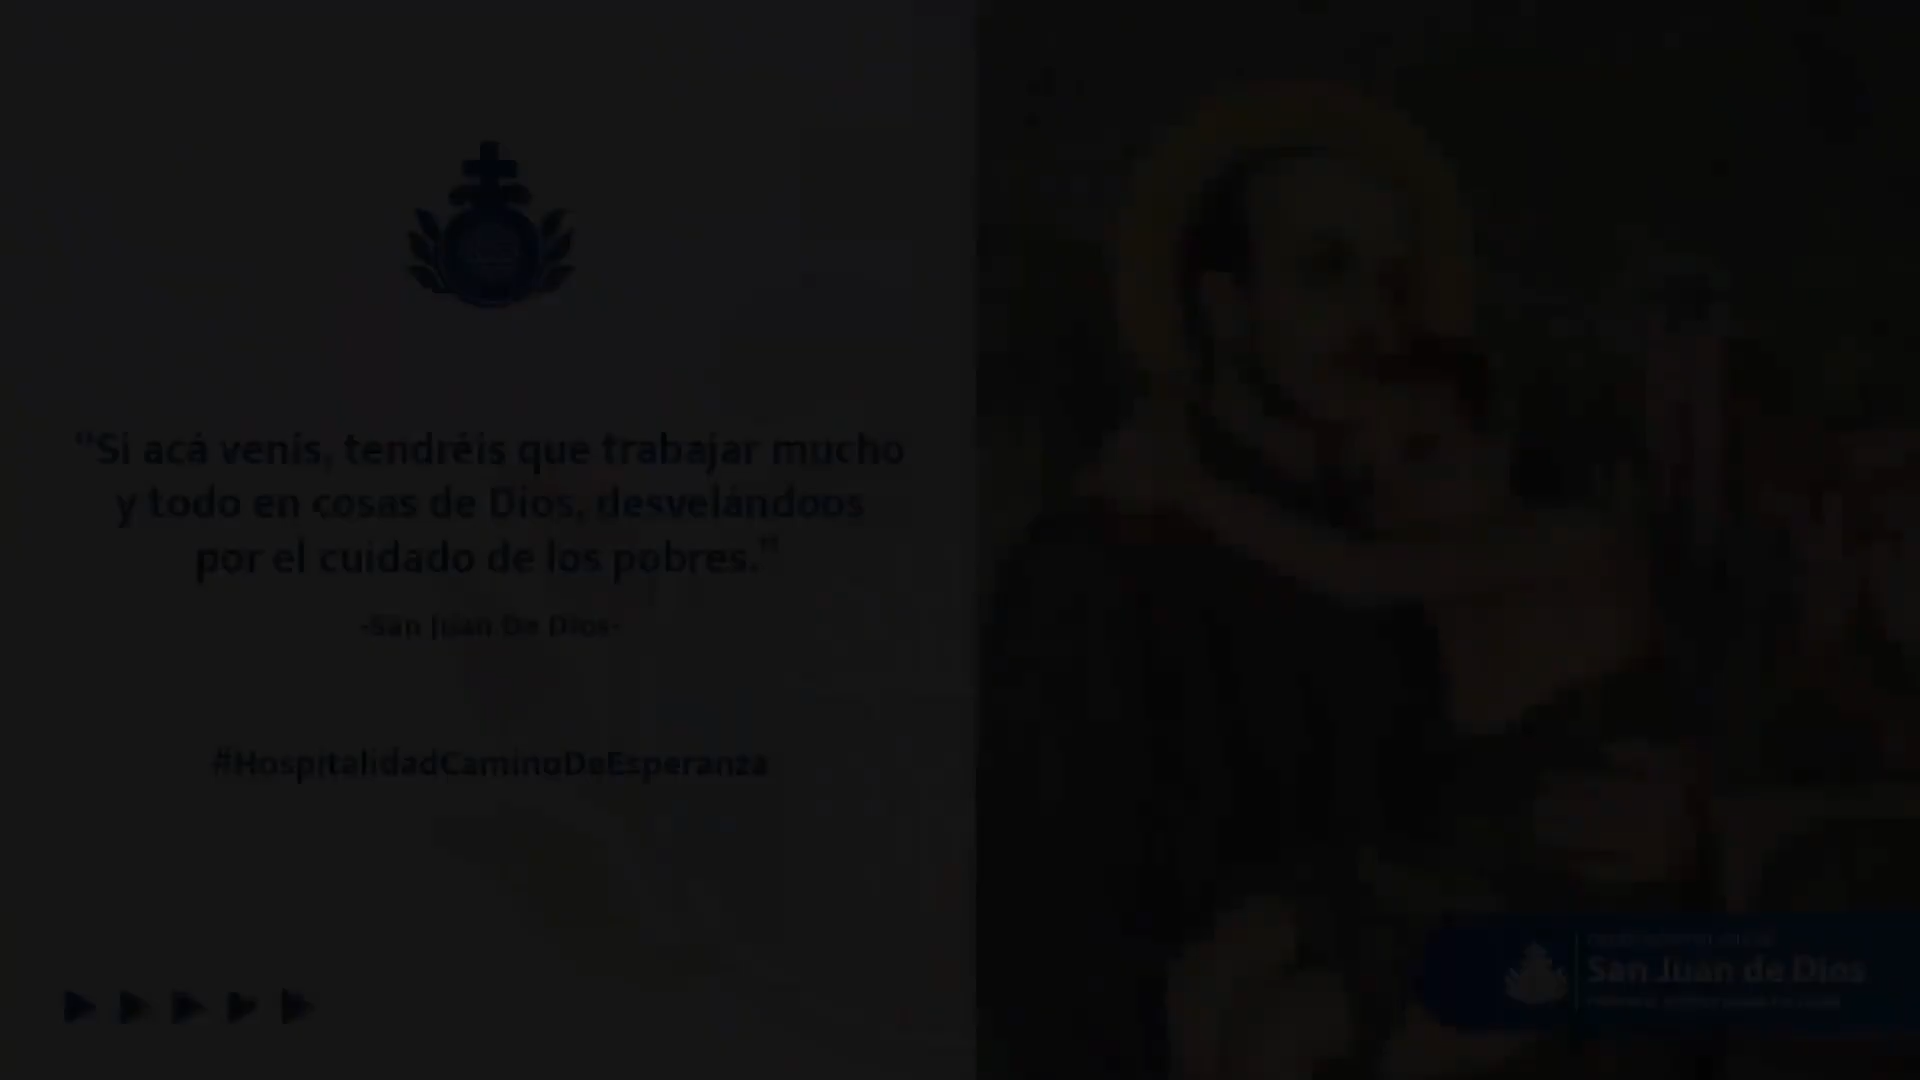 "Si acá venís, tendréis que trabajar mucho
y todo en cosas de Dios, desvelándoos
por el cuidado de los pobres."
-San Juan De Dios-
#HospitalidadCaminoDeEsperanza
San Juan de Dios